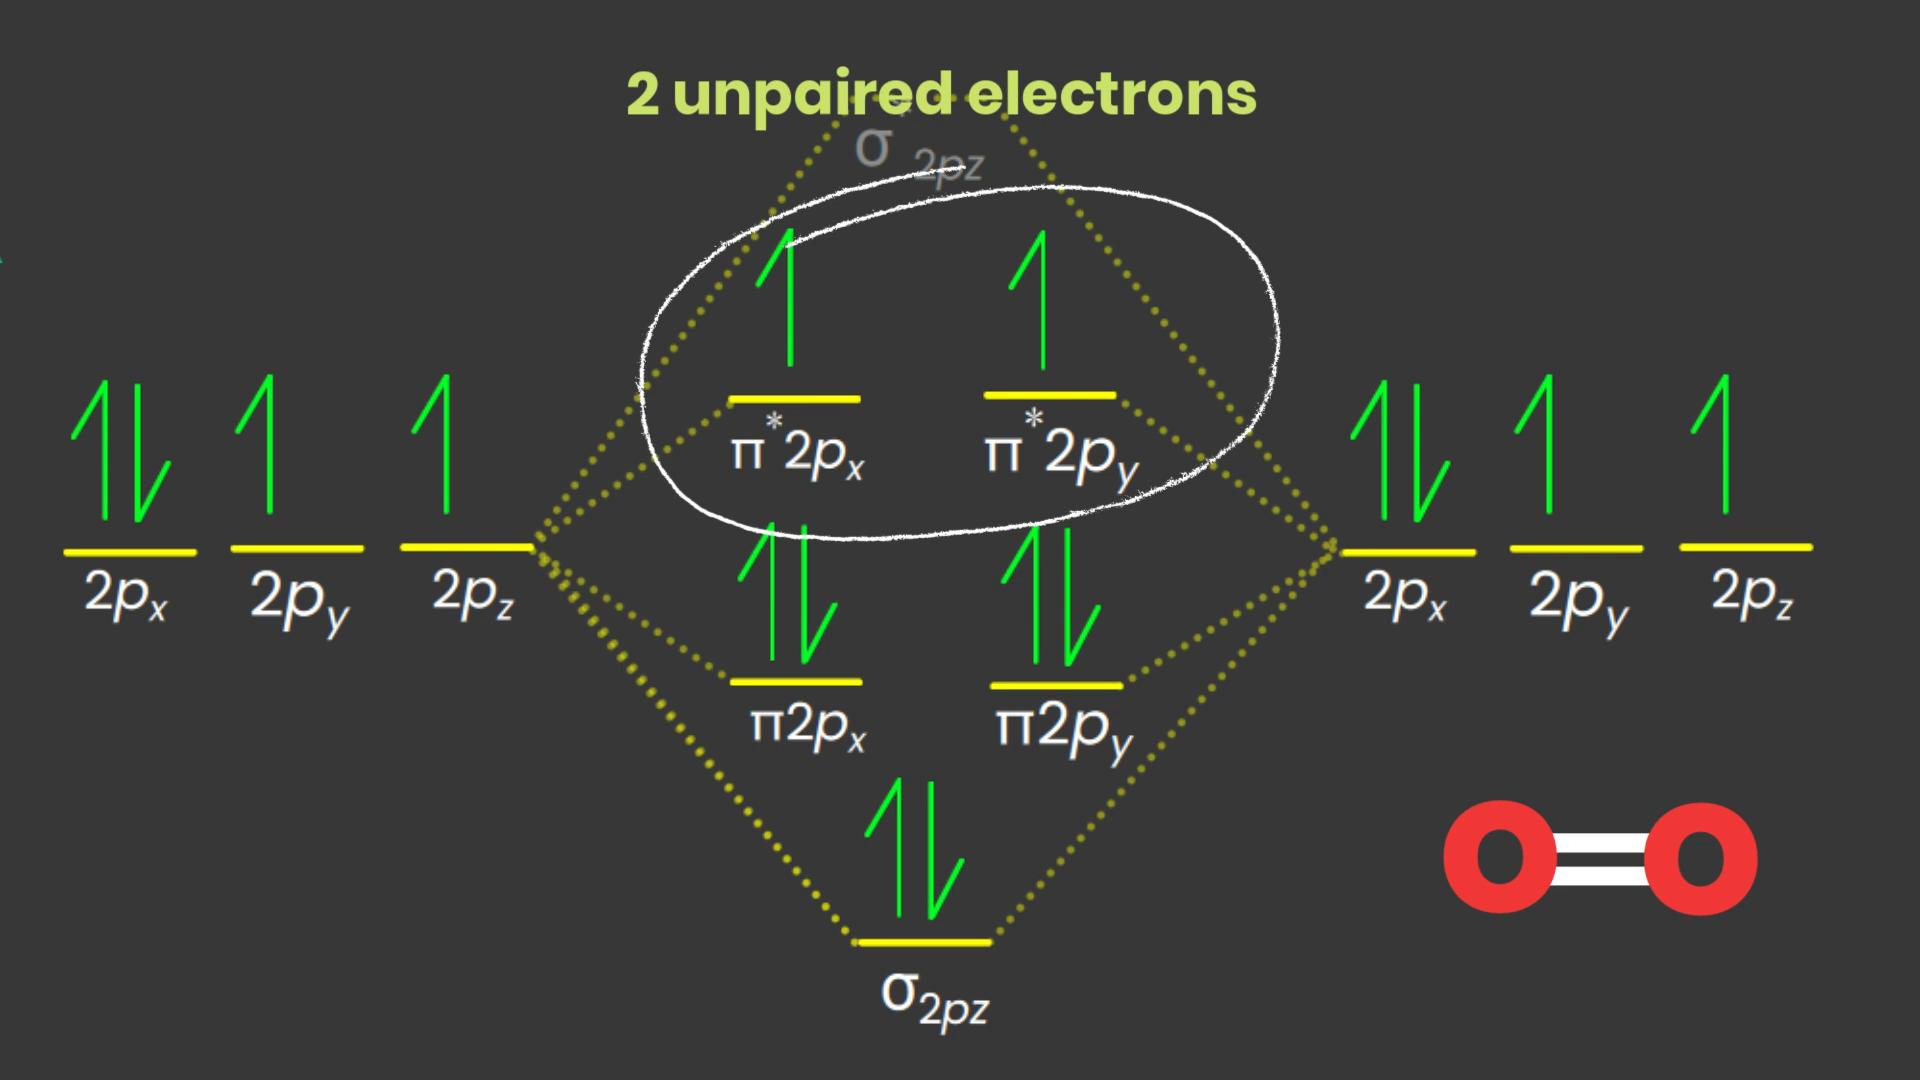 2 unpaired electrons
σ*2pz
π*2px π*2py
2px 2py 2pz
2px 2py 2pz
π2px π2py
O=O
σ2pz